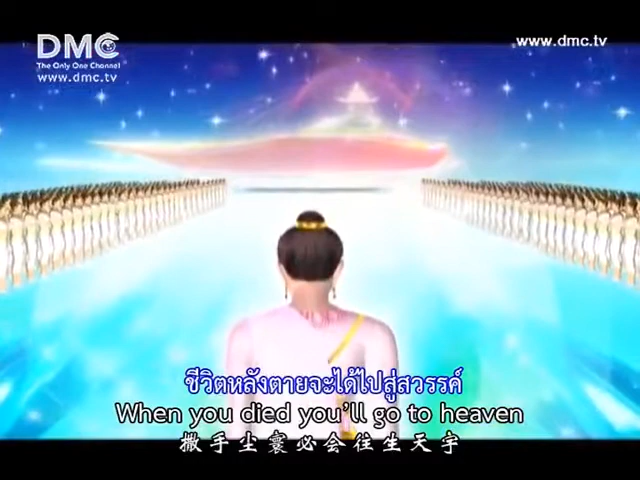 DMC
The Only One Channel
www.dmc.tv
www.dmc.tv
ชีวิตหลังตายจะได้ไปสู่สวรรค์
When you died you'll go to heaven
撒手尘寰必会往生天宇